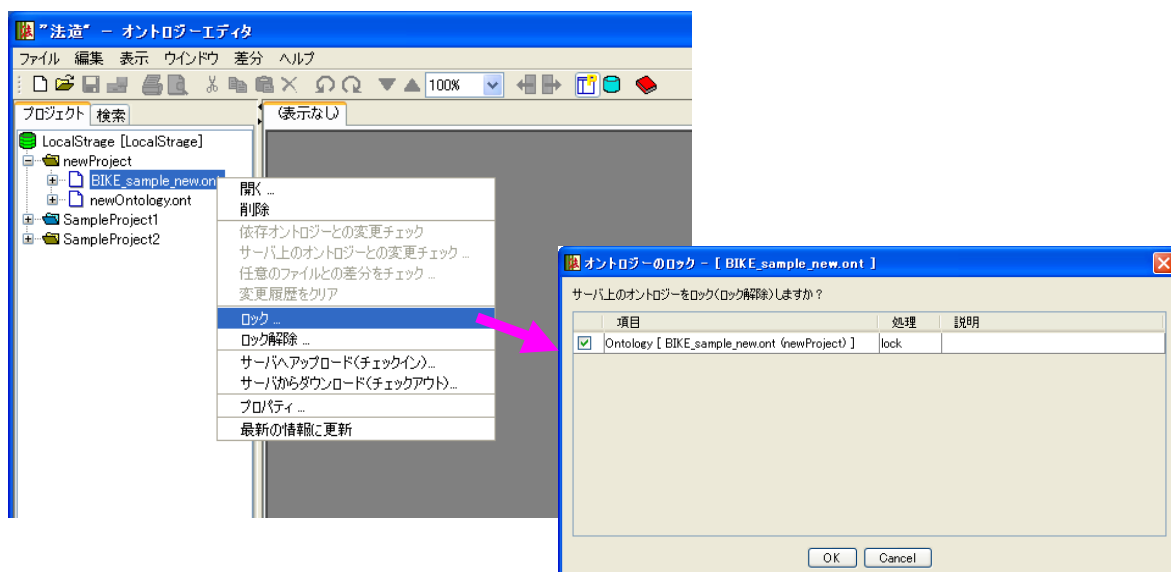 "法造" − オントロジーエディタ
ファイル 編集 表示 ウインドウ 差分 ヘルプ
100%
プロジェクト 検索
(表示なし)
LocalStrage [LocalStrage]
newProject
BIKE_sample_new.ont
newOntology.ont
SampleProject1
SampleProject2
開く ...
削除
依存オントロジーとの変更チェック
サーバ上のオントロジーとの変更チェック ...
任意のファイルとの差分をチェック ...
変更履歴をクリア
ロック ...
ロック解除 ...
サーバへアップロード(チェックイン)...
サーバからダウンロード(チェックアウト)...
プロパティ ...
最新の情報に更新
オントロジーのロック - [ BIKE_sample_new.ont ]
サーバ上のオントロジーをロック(ロック解除)しますか?
項目 処理 説明
Ontology [ BIKE_sample_new.ont (newProject) ] lock
OK Cancel